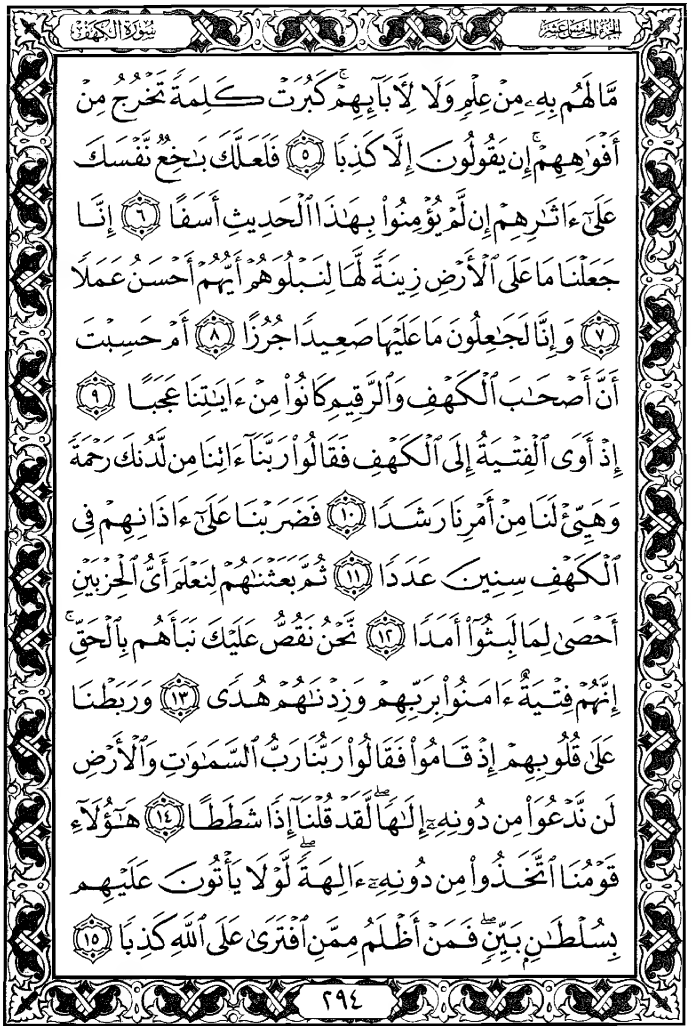 سُورَةُ الكَهْفِ
الجُزْءُ الخَامِسَ عَشَرَ
مَّا لَهُم بِهِۦ مِنْ عِلْمٍ وَلَا لِـَٔابَآئِهِمْ ۚ كَبُرَتْ كَلِمَةً تَخْرُجُ مِنْ
أَفْوَٰهِهِمْ ۚ إِن يَقُولُونَ إِلَّا كَذِبًا ٥ فَلَعَلَّكَ بَـٰخِعٌ نَّفْسَكَ
عَلَىٰٓ ءَاثَـٰرِهِمْ إِن لَّمْ يُؤْمِنُوا۟ بِهَـٰذَا ٱلْحَدِيثِ أَسَفًا ٦ إِنَّا
جَعَلْنَا مَا عَلَى ٱلْأَرْضِ زِينَةً لَّهَا لِنَبْلُوَهُمْ أَيُّهُمْ أَحْسَنُ عَمَلًا
٧ وَإِنَّا لَجَـٰعِلُونَ مَا عَلَيْهَا صَعِيدًا جُرُزًا ٨ أَمْ حَسِبْتَ
أَنَّ أَصْحَـٰبَ ٱلْكَهْفِ وَٱلرَّقِيمِ كَانُوا۟ مِنْ ءَايَـٰتِنَا عَجَبًا ٩
إِذْ أَوَى ٱلْفِتْيَةُ إِلَى ٱلْكَهْفِ فَقَالُوا۟ رَبَّنَآ ءَاتِنَا مِن لَّدُنكَ رَحْمَةً
وَهَيِّئْ لَنَا مِنْ أَمْرِنَا رَشَدًا ١٠ فَضَرَبْنَا عَلَىٰٓ ءَاذَانِهِمْ فِى
ٱلْكَهْفِ سِنِينَ عَدَدًا ١١ ثُمَّ بَعَثْنَـٰهُمْ لِنَعْلَمَ أَىُّ ٱلْحِزْبَيْنِ
أَحْصَىٰ لِمَا لَبِثُوٓا۟ أَمَدًا ١٢ نَّحْنُ نَقُصُّ عَلَيْكَ نَبَأَهُم بِٱلْحَقِّ ۚ
إِنَّهُمْ فِتْيَةٌ ءَامَنُوا۟ بِرَبِّهِمْ وَزِدْنَـٰهُمْ هُدًى ١٣ وَرَبَطْنَا
عَلَىٰ قُلُوبِهِمْ إِذْ قَامُوا۟ فَقَالُوا۟ رَبُّنَا رَبُّ ٱلسَّمَـٰوَٰتِ وَٱلْأَرْضِ
لَن نَّدْعُوَا۟ مِن دُونِهِۦٓ إِلَـٰهًا ۖ لَّقَدْ قُلْنَآ إِذًا شَطَطًا ١٤ هَـٰٓؤُلَآءِ
قَوْمُنَا ٱتَّخَذُوا۟ مِن دُونِهِۦٓ ءَالِهَةً ۖ لَّوْلَا يَأْتُونَ عَلَيْهِم
بِسُلْطَـٰنٍۭ بَيِّنٍ ۖ فَمَنْ أَظْلَمُ مِمَّنِ ٱفْتَرَىٰ عَلَى ٱللَّهِ كَذِبًا ١٥
٢٩٤